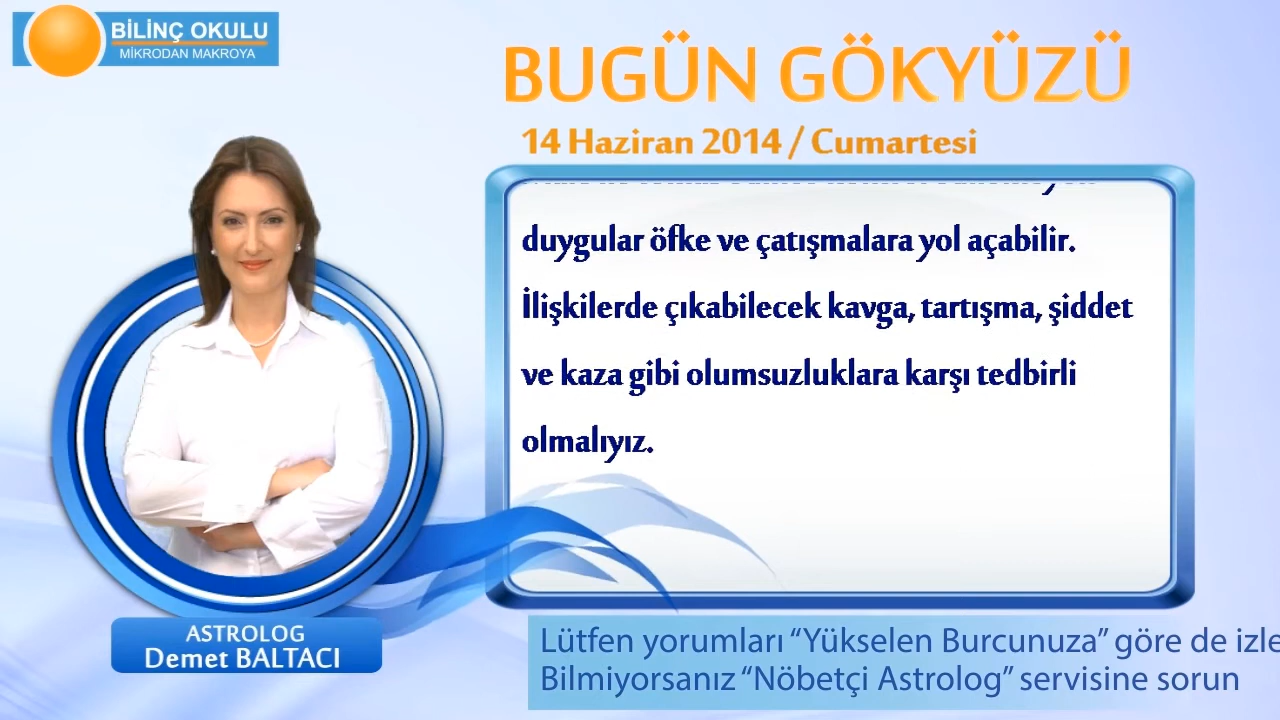 BİLİNÇ OKULU
MİKRODAN MAKROYA
BUGÜN GÖKYÜZÜ
14 Haziran 2014 / Cumartesi
duygular öfke ve çatışmalara yol açabilir.
İlişkilerde çıkabilecek kavga, tartışma, şiddet
ve kaza gibi olumsuzluklara karşı tedbirli
olmalıyız.
ASTROLOG
Demet BALTACI
Lütfen yorumları “Yükselen Burcunuza” göre de izle
Bilmiyorsanız “Nöbetçi Astrolog” servisine sorun